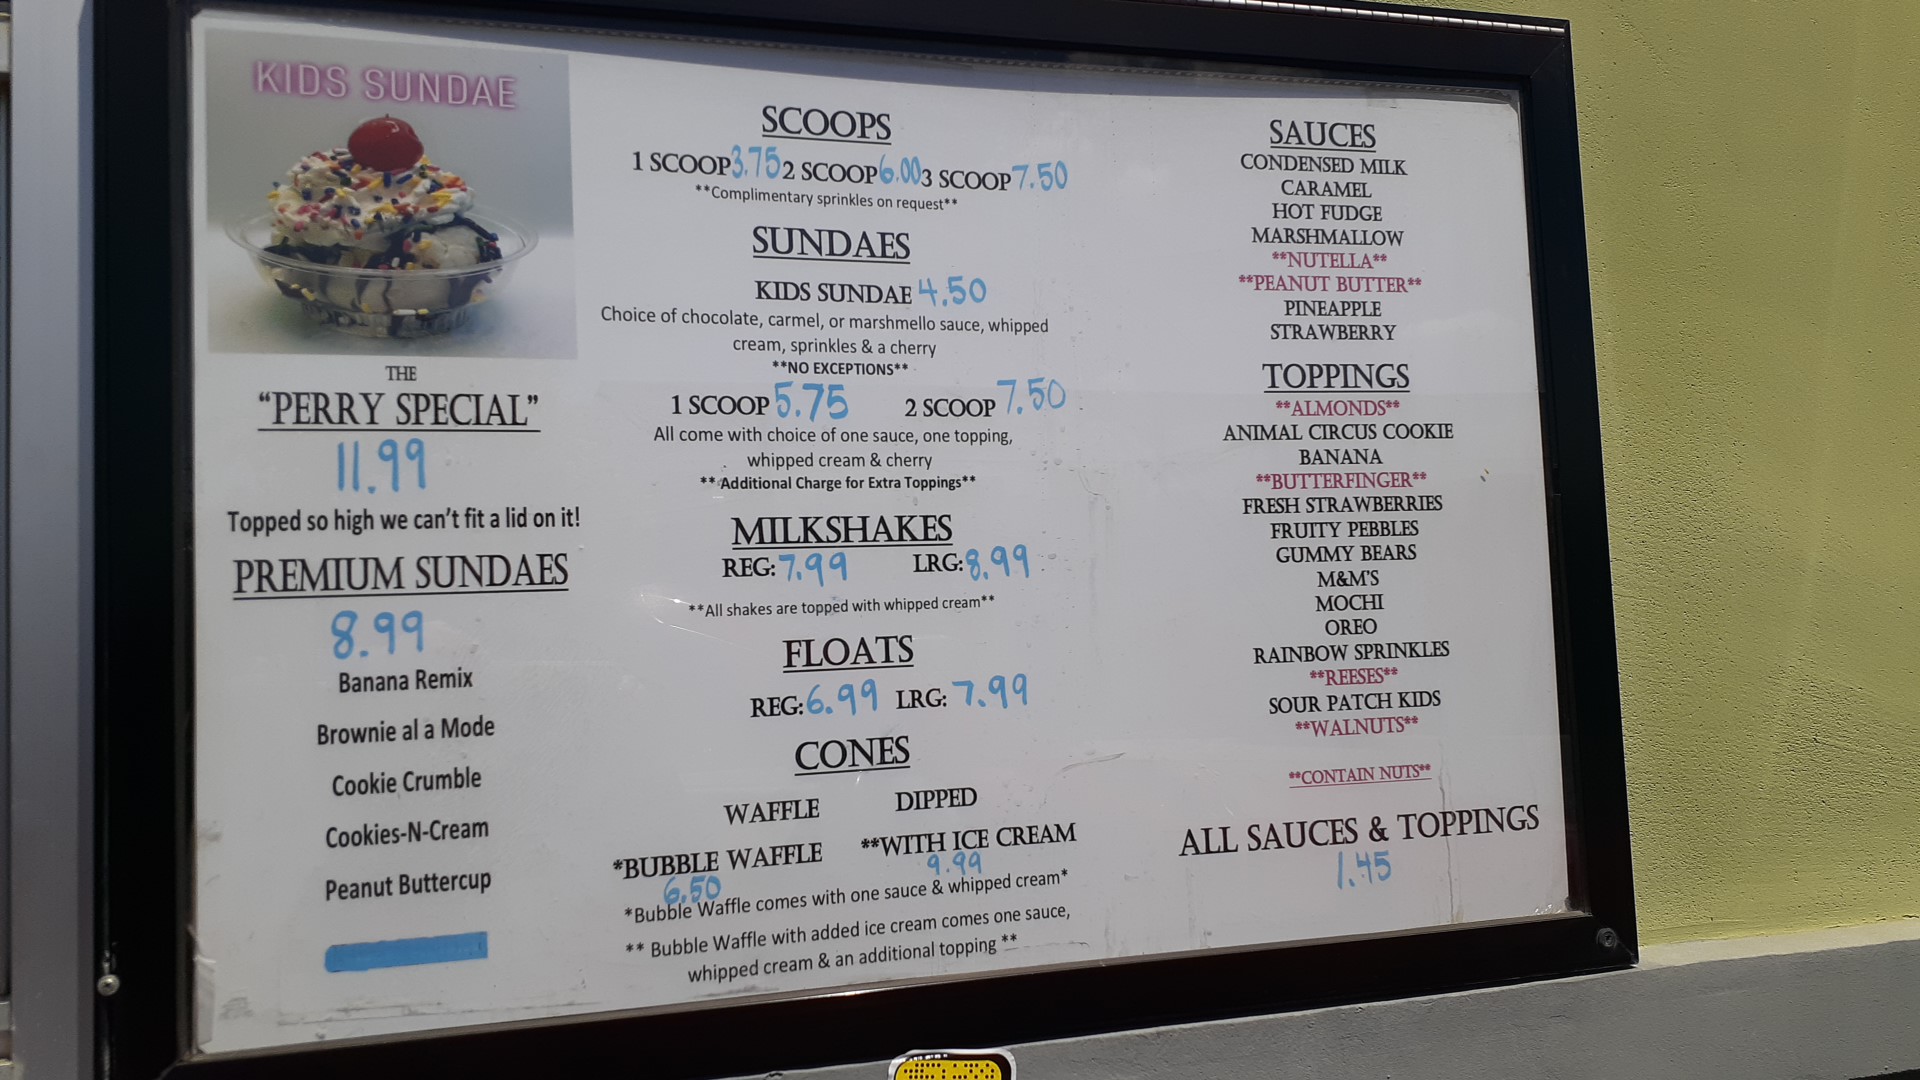 KIDS SUNDAE
THE
"PERRY SPECIAL"
11.99
Topped so high we can't fit a lid on it!
PREMIUM SUNDAES
8.99
Banana Remix
Brownie al a Mode
Cookie Crumble
Cookies-N-Cream
Peanut Buttercup
SCOOPS
1 SCOOP 3.75 2 SCOOP 6.00 3 SCOOP 7.50
**Complimentary sprinkles on request**
SUNDAES
KIDS SUNDAE 4.50
Choice of chocolate, carmel, or marshmello sauce, whipped
cream, sprinkles & a cherry
**NO EXCEPTIONS**
1 SCOOP 5.75 2 SCOOP 7.50
All come with choice of one sauce, one topping,
whipped cream & cherry
**Additional Charge for Extra Toppings**
MILKSHAKES
REG: 7.99 LRG: 8.99
**All shakes are topped with whipped cream**
FLOATS
REG: 6.99 LRG: 7.99
CONES
WAFFLE DIPPED
*BUBBLE WAFFLE **WITH ICE CREAM
6.50 9.99
*Bubble Waffle comes with one sauce & whipped cream*
** Bubble Waffle with added ice cream comes one sauce,
whipped cream & an additional topping **
SAUCES
CONDENSED MILK
CARAMEL
HOT FUDGE
MARSHMALLOW
**NUTELLA**
**PEANUT BUTTER**
PINEAPPLE
STRAWBERRY
TOPPINGS
**ALMONDS**
ANIMAL CIRCUS COOKIE
BANANA
**BUTTERFINGER**
FRESH STRAWBERRIES
FRUITY PEBBLES
GUMMY BEARS
M&M'S
MOCHI
OREO
RAINBOW SPRINKLES
**REESES**
SOUR PATCH KIDS
**WALNUTS**
**CONTAIN NUTS**
ALL SAUCES & TOPPINGS
1.45